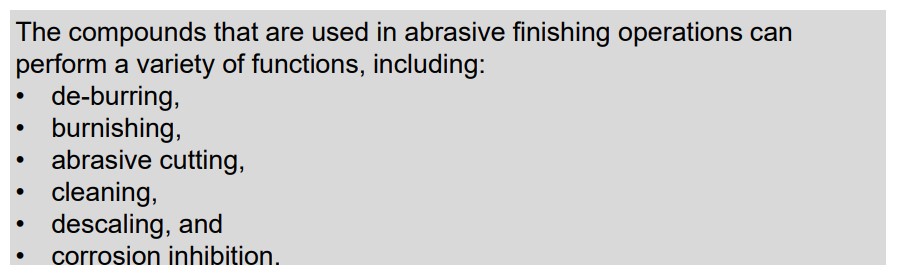 The compounds that are used in abrasive finishing operations can
perform a variety of functions, including:
• de-burring,
• burnishing,
• abrasive cutting,
• cleaning,
• descaling, and
• corrosion inhibition.